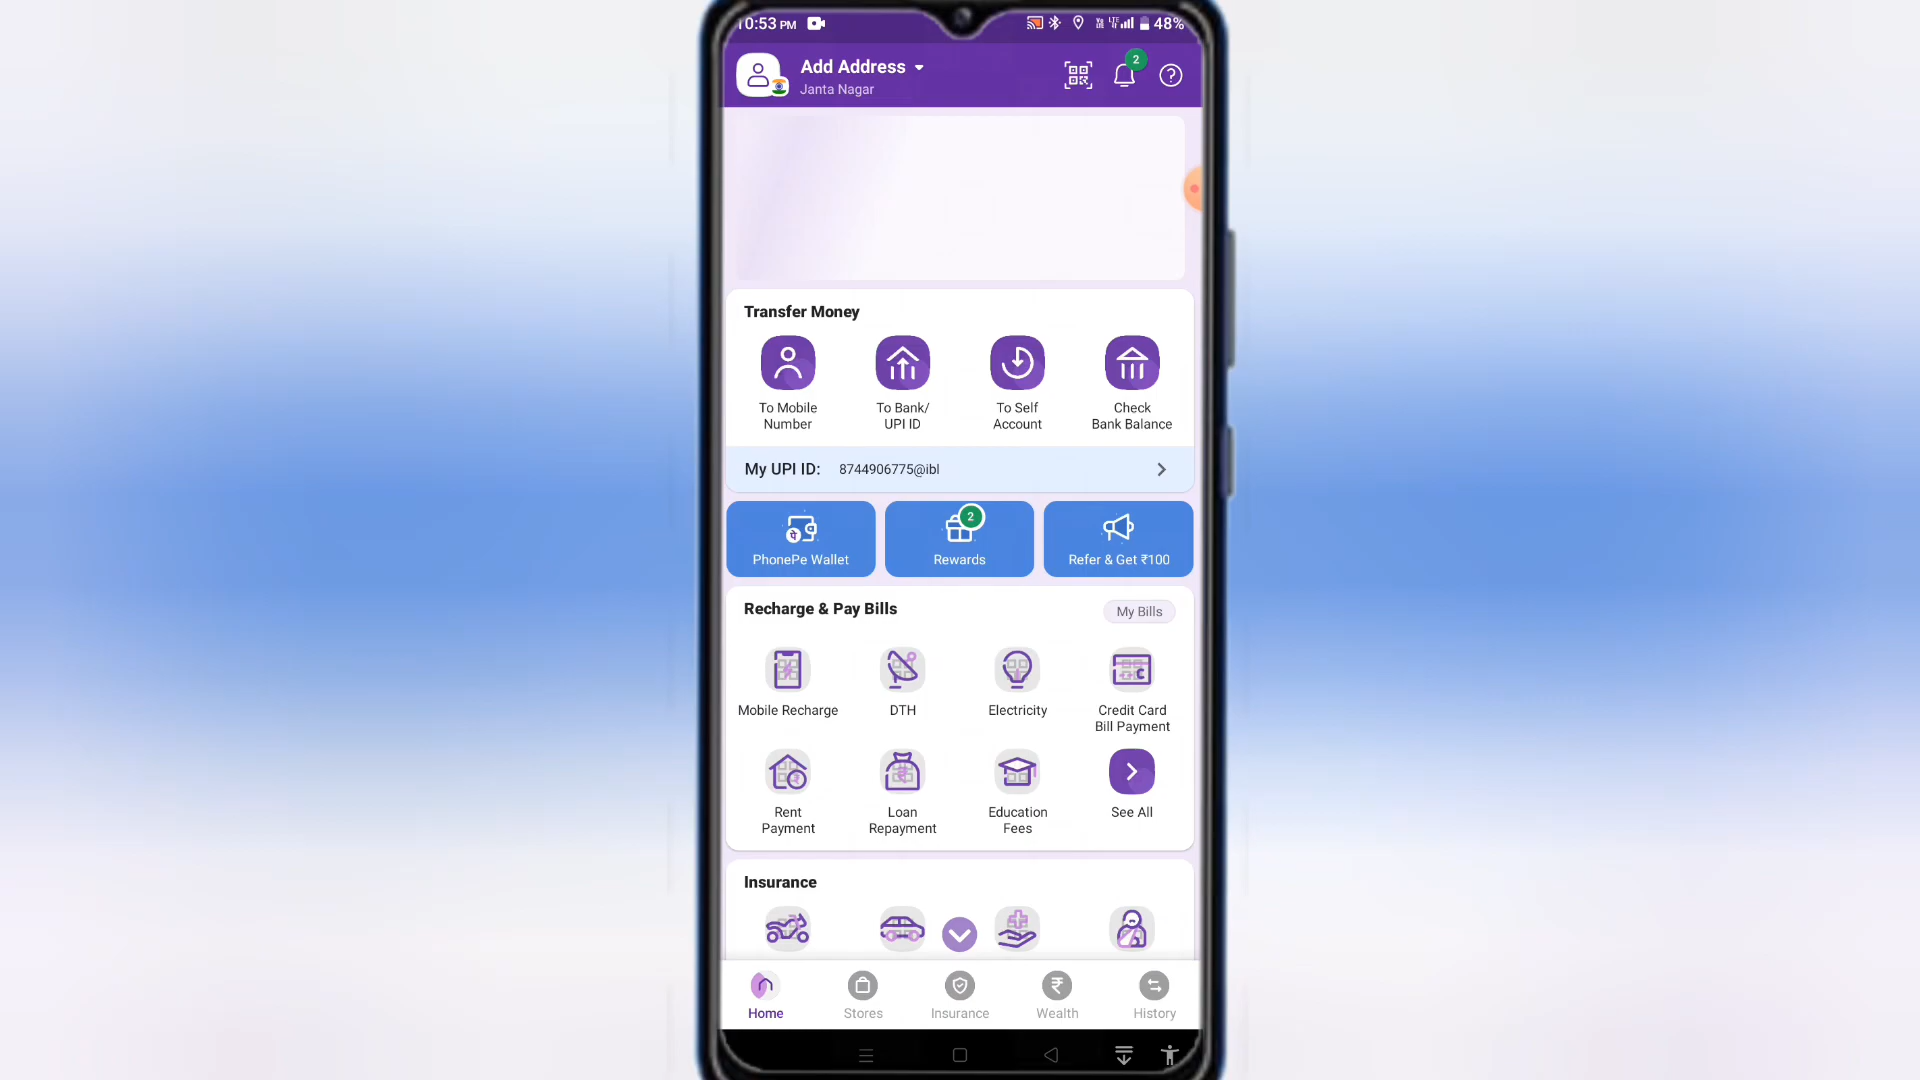 10:53 PM 48%
Add Address
Janta Nagar
2
Transfer Money
To Mobile Number
To Bank/ UPI ID
To Self Account
Check Bank Balance
My UPI ID: 8744906775@ibl
PhonePe Wallet
2
Rewards
Refer & Get ₹100
Recharge & Pay Bills
My Bills
Mobile Recharge
DTH
Electricity
Credit Card Bill Payment
Rent Payment
Loan Repayment
Education Fees
See All
Insurance
Home
Stores
Insurance
Wealth
History